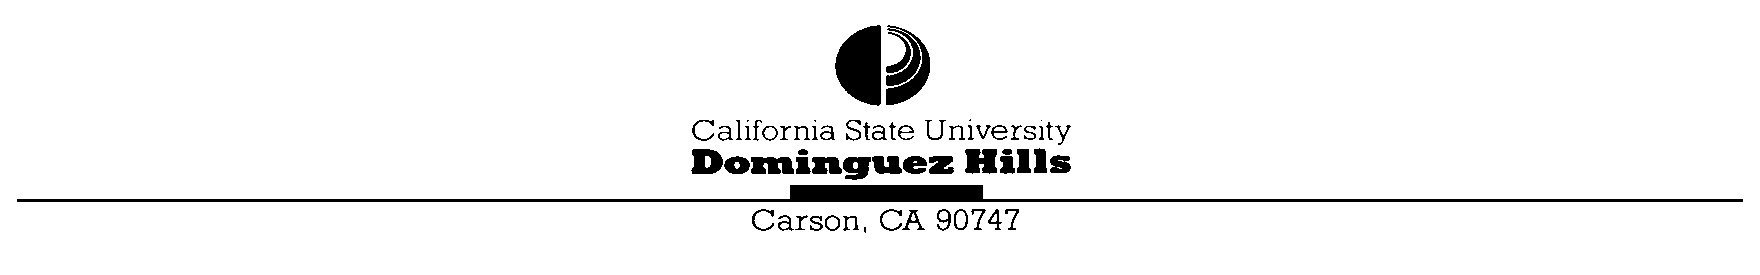 California State University
Dominguez Hills
Carson, CA 90747